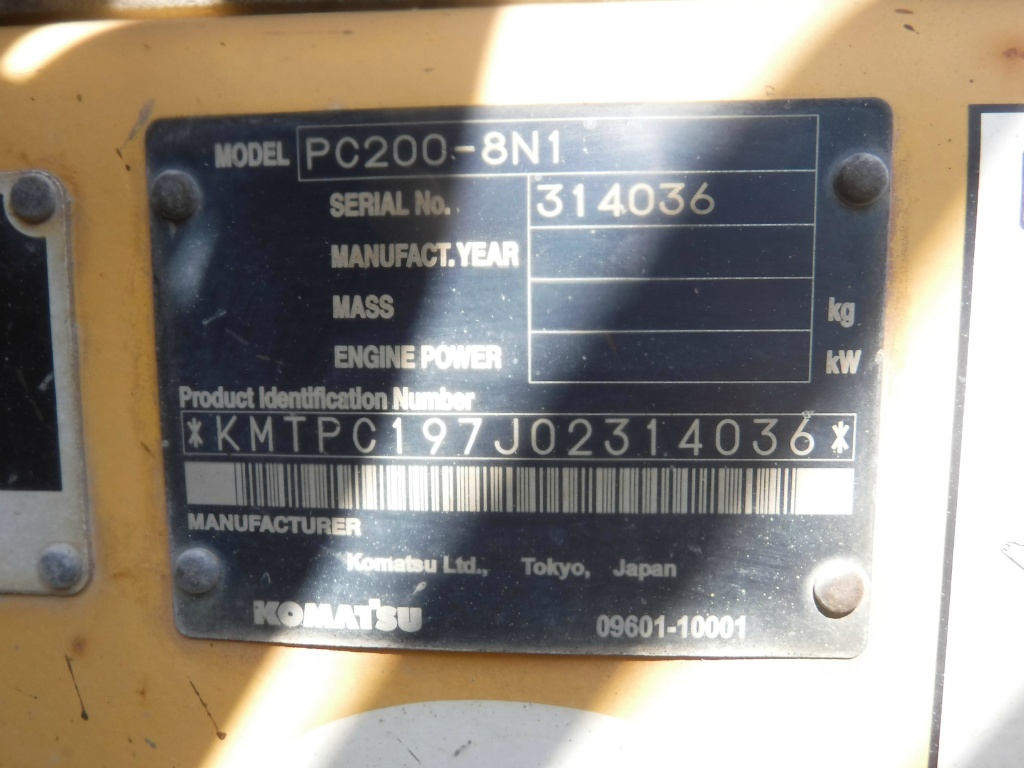 MODEL PC200-8N1
SERIAL No. 314036
MANUFACT. YEAR
MASS kg
ENGINE POWER kW
Product Identification Number
*KMTPC197J02314036*
MANUFACTURER
Komatsu Ltd., Tokyo, Japan
KOMATSU 09601-10001